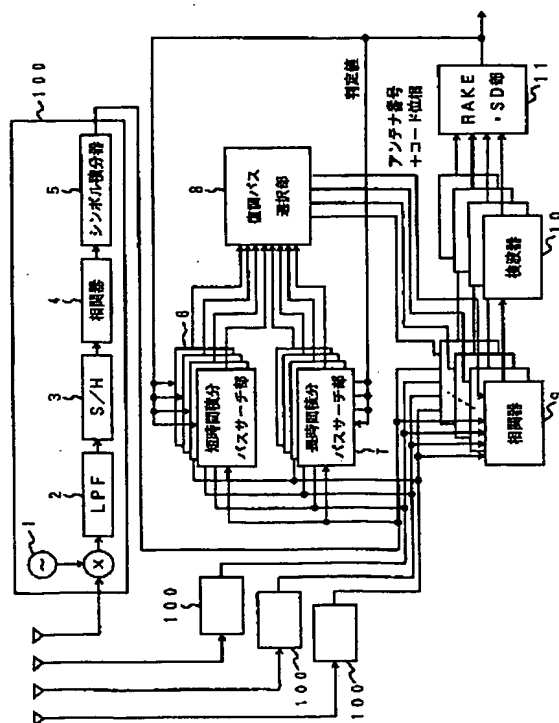 100
1
2
LPF
3
S/H
4
相関器
5
シンボル積分器
100
100
100
6
短時間積分
パスサーチ部
7
長時間積分
パスサーチ部
8
復調パス
選択部
判定値
アンテナ番号
+コード位相
9
相関器
10
検波器
11
RAKE
・SD部